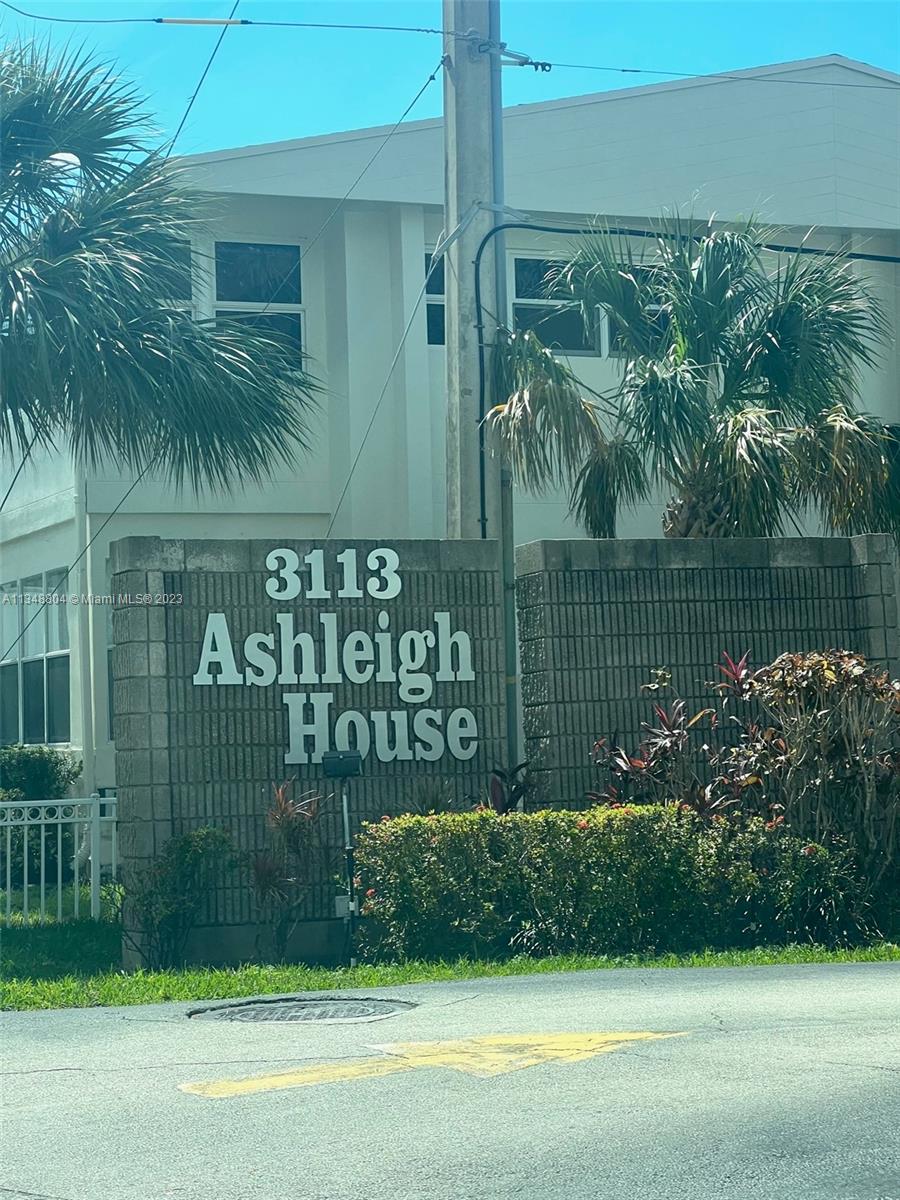 A11348804 © Miami MLS® 2023
3113
Ashleigh
House